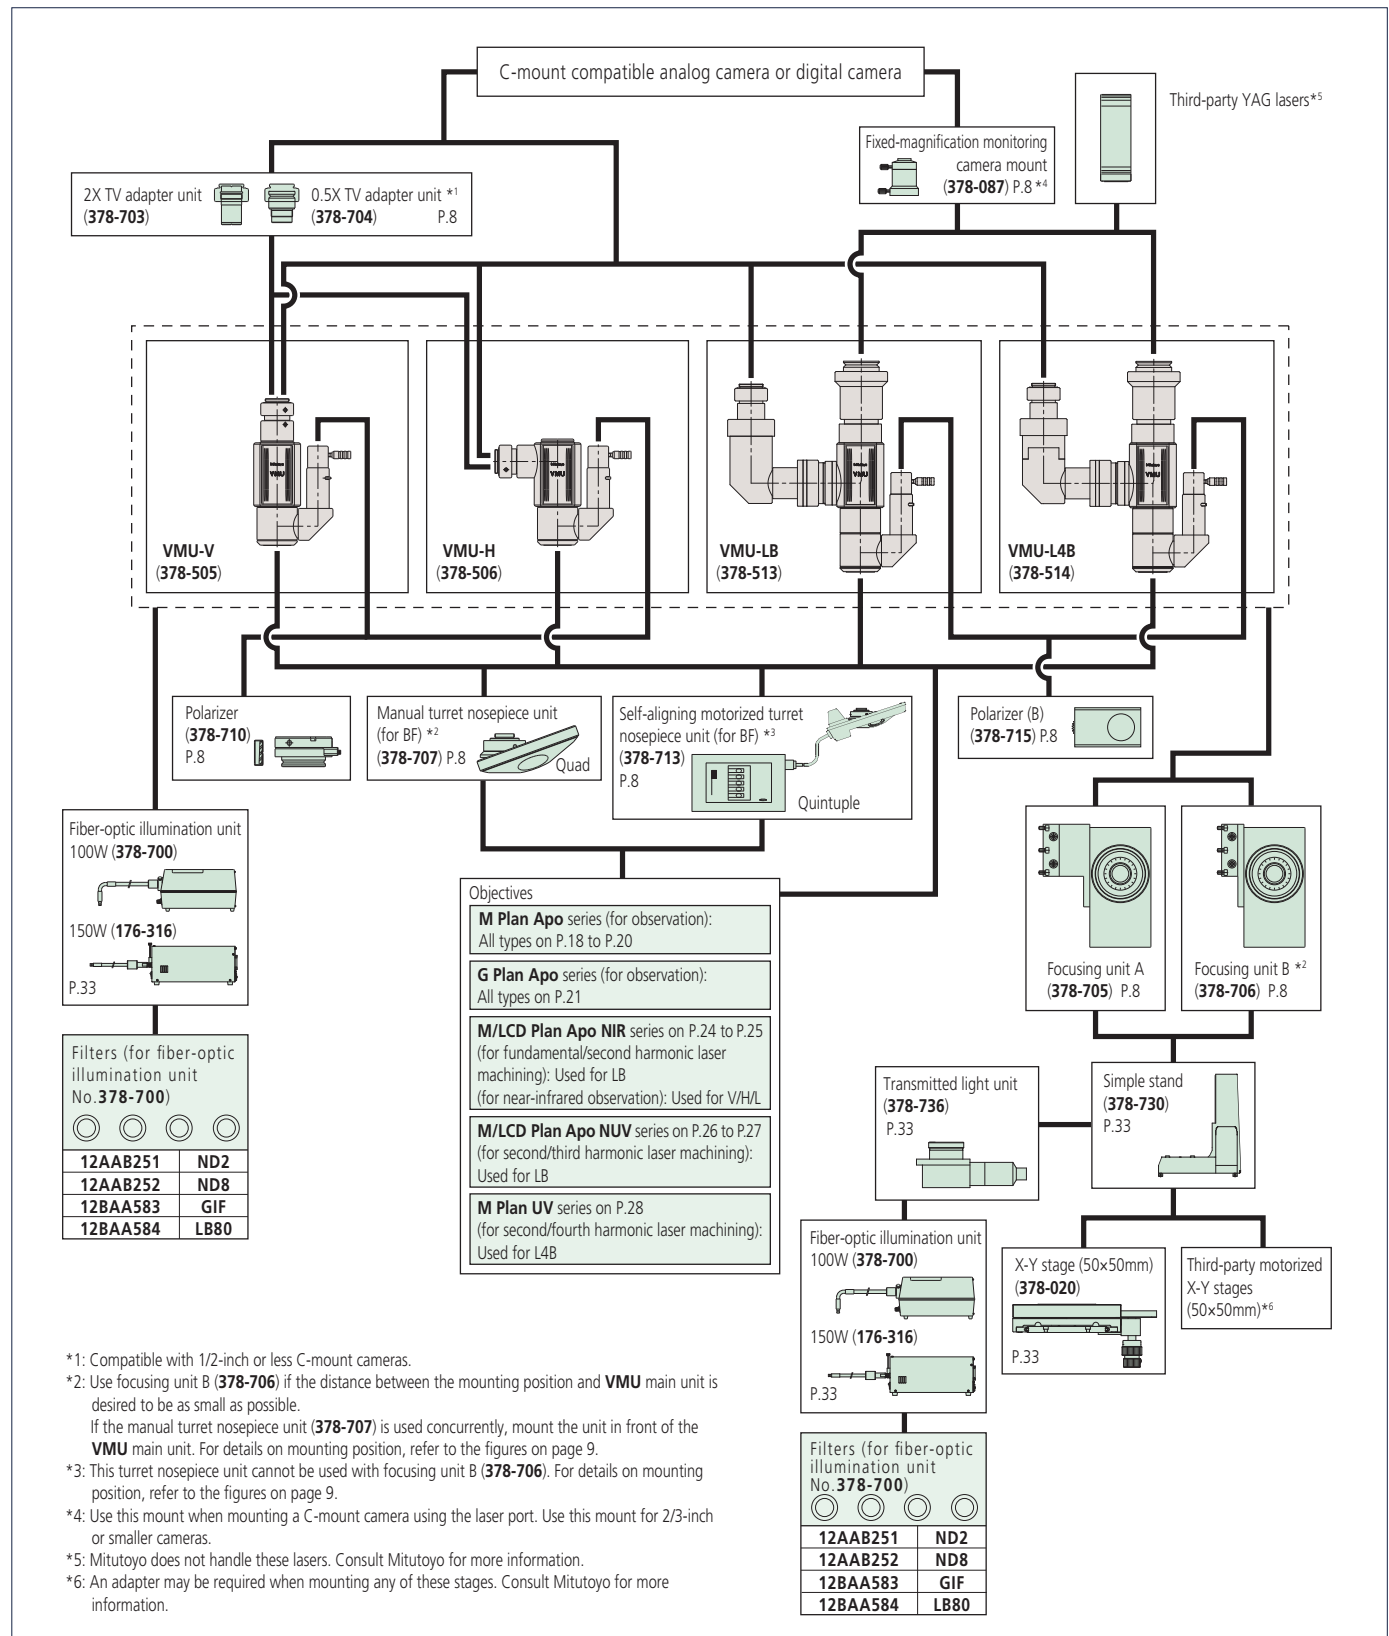 C-mount compatible analog camera or digital camera
Third-party YAG lasers*5
Fixed-magnification monitoring
camera mount
(378-087) P.8 *4
2X TV adapter unit
(378-703)
0.5X TV adapter unit *1
(378-704) P.8
VMU
VMU-V
(378-505)
VMU
VMU-H
(378-506)
VMU
VMU-LB
(378-513)
VMU
VMU-L4B
(378-514)
Polarizer
(378-710)
P.8
Manual turret nosepiece unit
(for BF) *2
(378-707) P.8
Quad
Self-aligning motorized turret
nosepiece unit (for BF) *3
(378-713)
P.8
Quintuple
Polarizer (B)
(378-715) P.8
Fiber-optic illumination unit
100W (378-700)
150W (176-316)
P.33
Filters (for fiber-optic
illumination unit
No.378-700)
12AAB251 ND2
12AAB252 ND8
12BAA583 GIF
12BAA584 LB80
Objectives
M Plan Apo series (for observation):
All types on P.18 to P.20
G Plan Apo series (for observation):
All types on P.21
M/LCD Plan Apo NIR series on P.24 to P.25
(for fundamental/second harmonic laser
machining): Used for LB
(for near-infrared observation): Used for V/H/L
M/LCD Plan Apo NUV series on P.26 to P.27
(for second/third harmonic laser machining):
Used for LB
M Plan UV series on P.28
(for second/fourth harmonic laser machining):
Used for L4B
Focusing unit A
(378-705) P.8
Focusing unit B *2
(378-706) P.8
Transmitted light unit
(378-736)
P.33
Simple stand
(378-730)
P.33
Fiber-optic illumination unit
100W (378-700)
150W (176-316)
P.33
X-Y stage (50×50mm)
(378-020)
P.33
Third-party motorized
X-Y stages
(50×50mm)*6
Filters (for fiber-optic
illumination unit
No.378-700)
12AAB251 ND2
12AAB252 ND8
12BAA583 GIF
12BAA584 LB80
*1: Compatible with 1/2-inch or less C-mount cameras.
*2: Use focusing unit B (378-706) if the distance between the mounting position and VMU main unit is
desired to be as small as possible.
If the manual turret nosepiece unit (378-707) is used concurrently, mount the unit in front of the
VMU main unit. For details on mounting position, refer to the figures on page 9.
*3: This turret nosepiece unit cannot be used with focusing unit B (378-706). For details on mounting
position, refer to the figures on page 9.
*4: Use this mount when mounting a C-mount camera using the laser port. Use this mount for 2/3-inch
or smaller cameras.
*5: Mitutoyo does not handle these lasers. Consult Mitutoyo for more information.
*6: An adapter may be required when mounting any of these stages. Consult Mitutoyo for more
information.